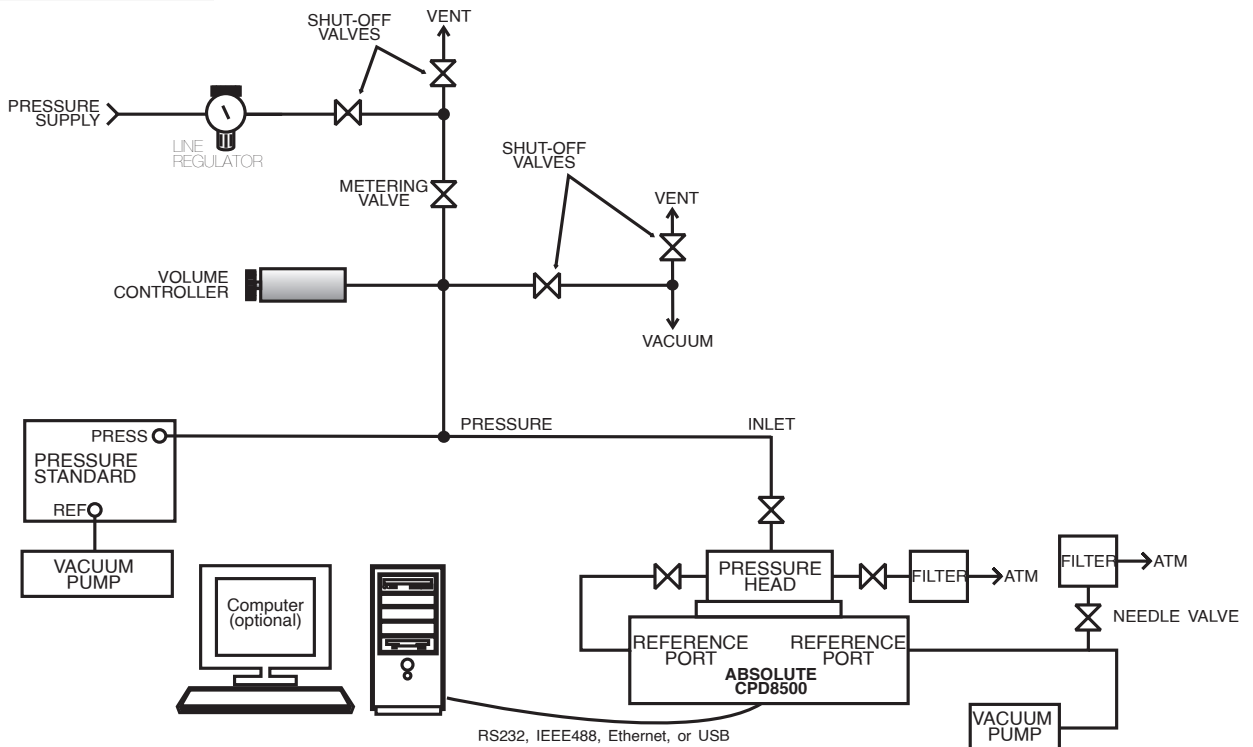 SHUT-OFF
VALVES
VENT
PRESSURE
SUPPLY
LINE
REGULATOR
SHUT-OFF
VALVES
METERING
VALVE
VENT
VOLUME
CONTROLLER
VACUUM
PRESSURE
INLET
PRESS
PRESSURE
STANDARD
REF
VACUUM
PUMP
Computer
(optional)
PRESSURE
HEAD
FILTER
ATM
FILTER
ATM
NEEDLE VALVE
REFERENCE
PORT
REFERENCE
PORT
ABSOLUTE
CPD8500
VACUUM
PUMP
RS232, IEEE488, Ethernet, or USB